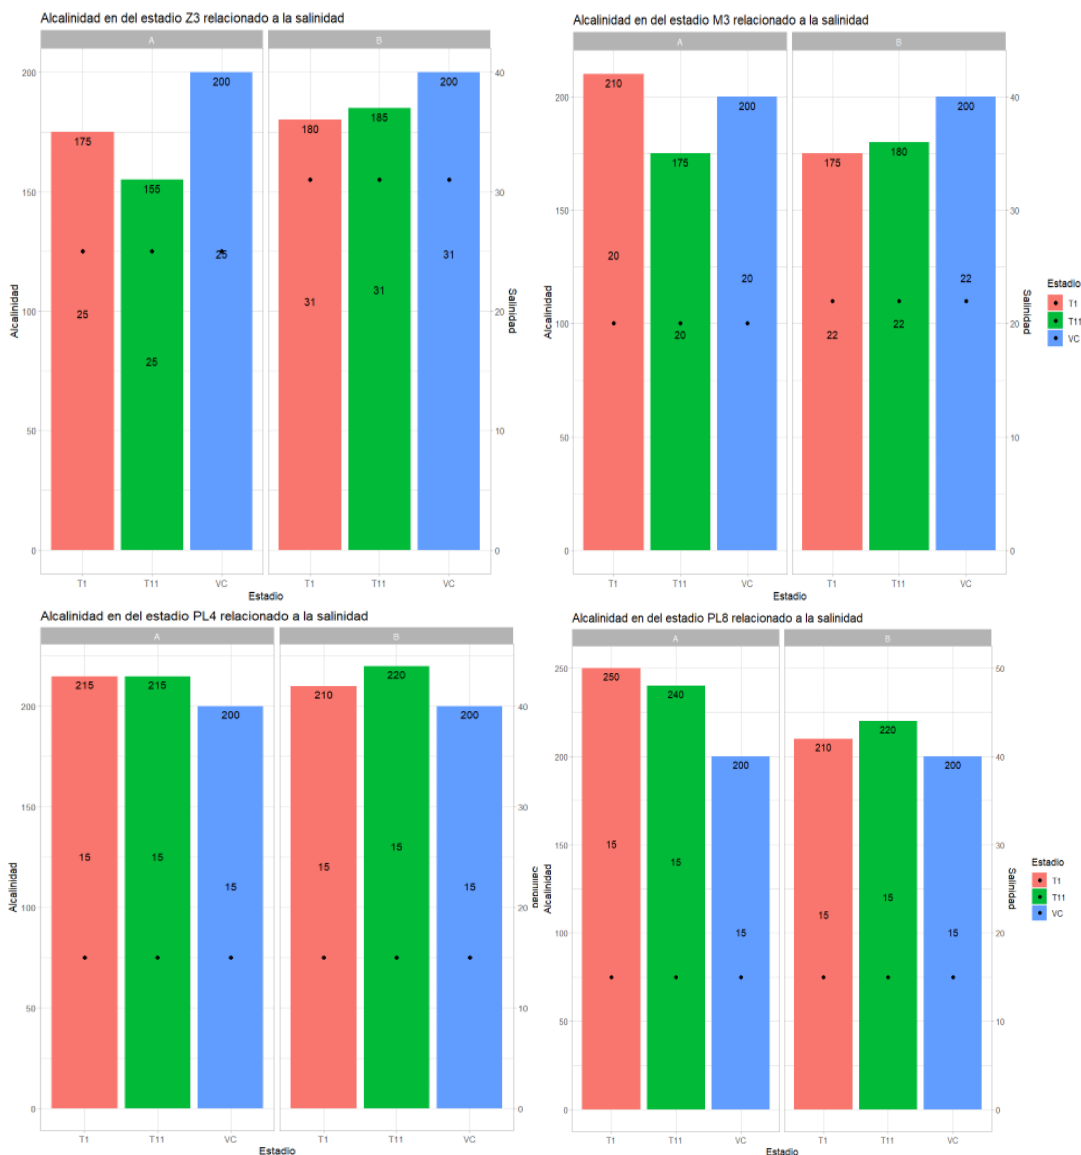 Alcalinidad en del estadio Z3 relacionado a la salinidad
A B
200 40
200 200
185
180
175
155
150 30
25 31
31
31
25
100 20
25
50 10
0 0
Alcalinidad
Salinidad
T1 T11 VC T1 T11 VC
Estadio
Alcalinidad en del estadio M3 relacionado a la salinidad
A B
210
200 200
200 40
180
175 175
150 30
20
20 22
22
100 20
20 22
50 10
0 0
Alcalinidad
Salinidad
T1 T11 VC T1 T11 VC
Estadio
Estadio
T1
T11
VC
Alcalinidad en del estadio PL4 relacionado a la salinidad
A B
220
215 215 210
200 200 200 40
150 30
15 15 15 15
15 15
100 20
50 10
0 0
Alcalinidad
Salinidad
T1 T11 VC T1 T11 VC
Estadio
Alcalinidad en del estadio PL8 relacionado a la salinidad
A B
250 50
250
240
220
210
200 40
200 200
150 30
15
15
15
15
15 15
100 20
50 10
0 0
Alcalinidad
Salinidad
T1 T11 VC T1 T11 VC
Estadio
Estadio
T1
T11
VC